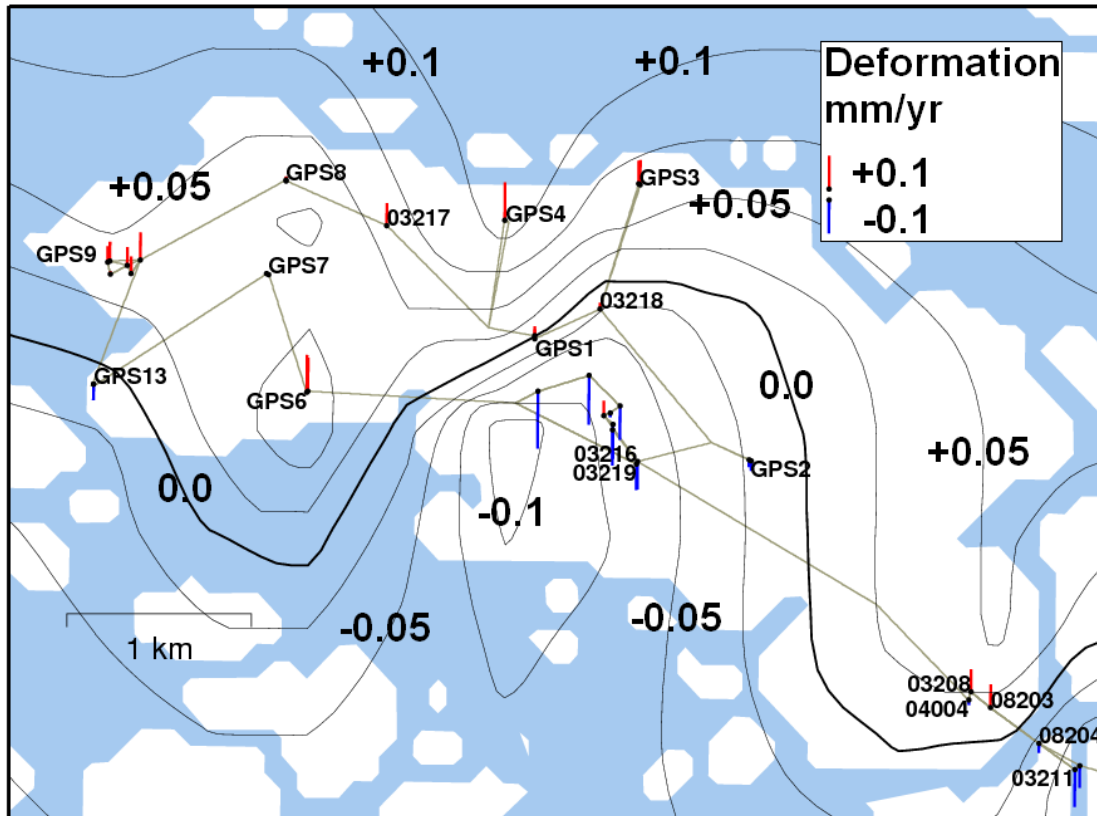 +0.1
+0.1
Deformation
mm/yr
+0.1
-0.1
+0.05
GPS8
GPS3
03217
GPS4
+0.05
GPS9
GPS7
03218
GPS1
GPS13
GPS6
0.0
03216
03219
GPS2
+0.05
0.0
-0.1
-0.05
-0.05
1 km
03208
04004
08203
08204
03211